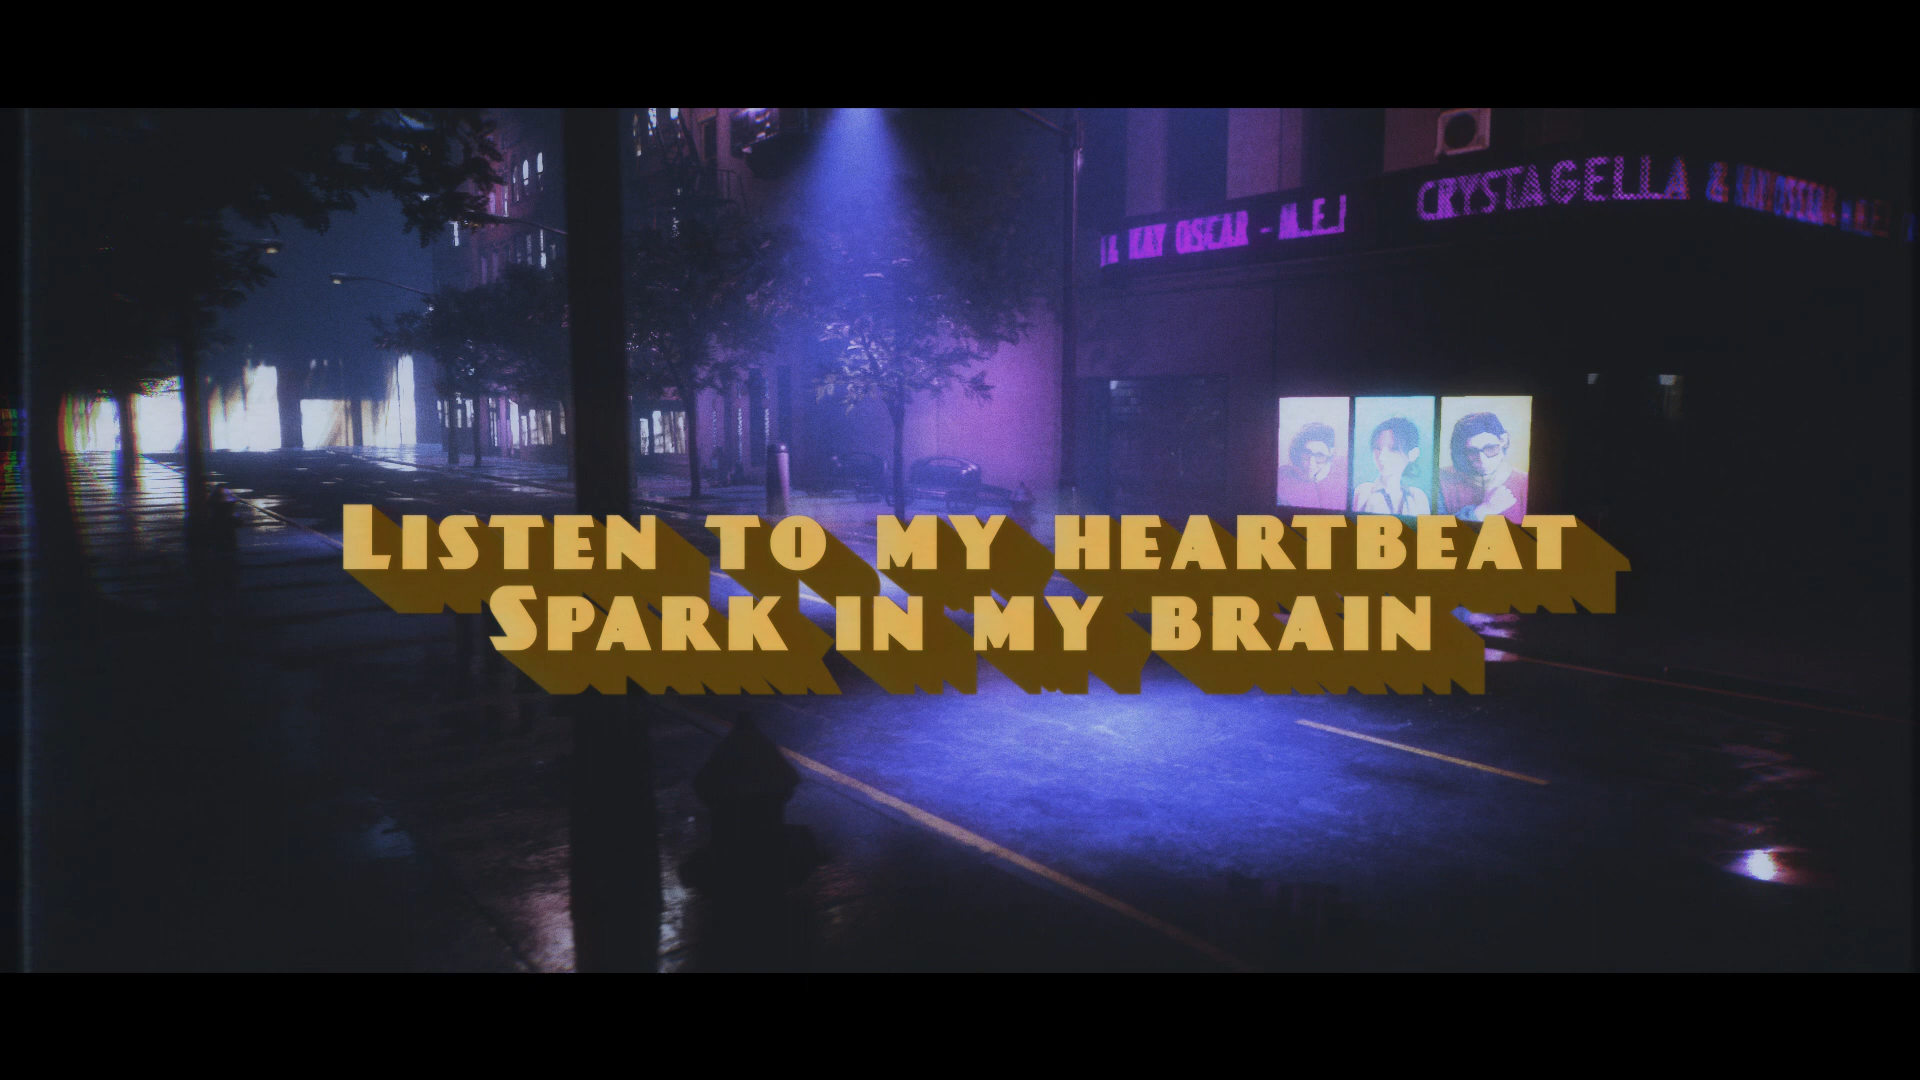 & KAY OSCAR - M.E.I
CRYSTAGELLA &
LISTEN TO MY HEARTBEAT
SPARK IN MY BRAIN